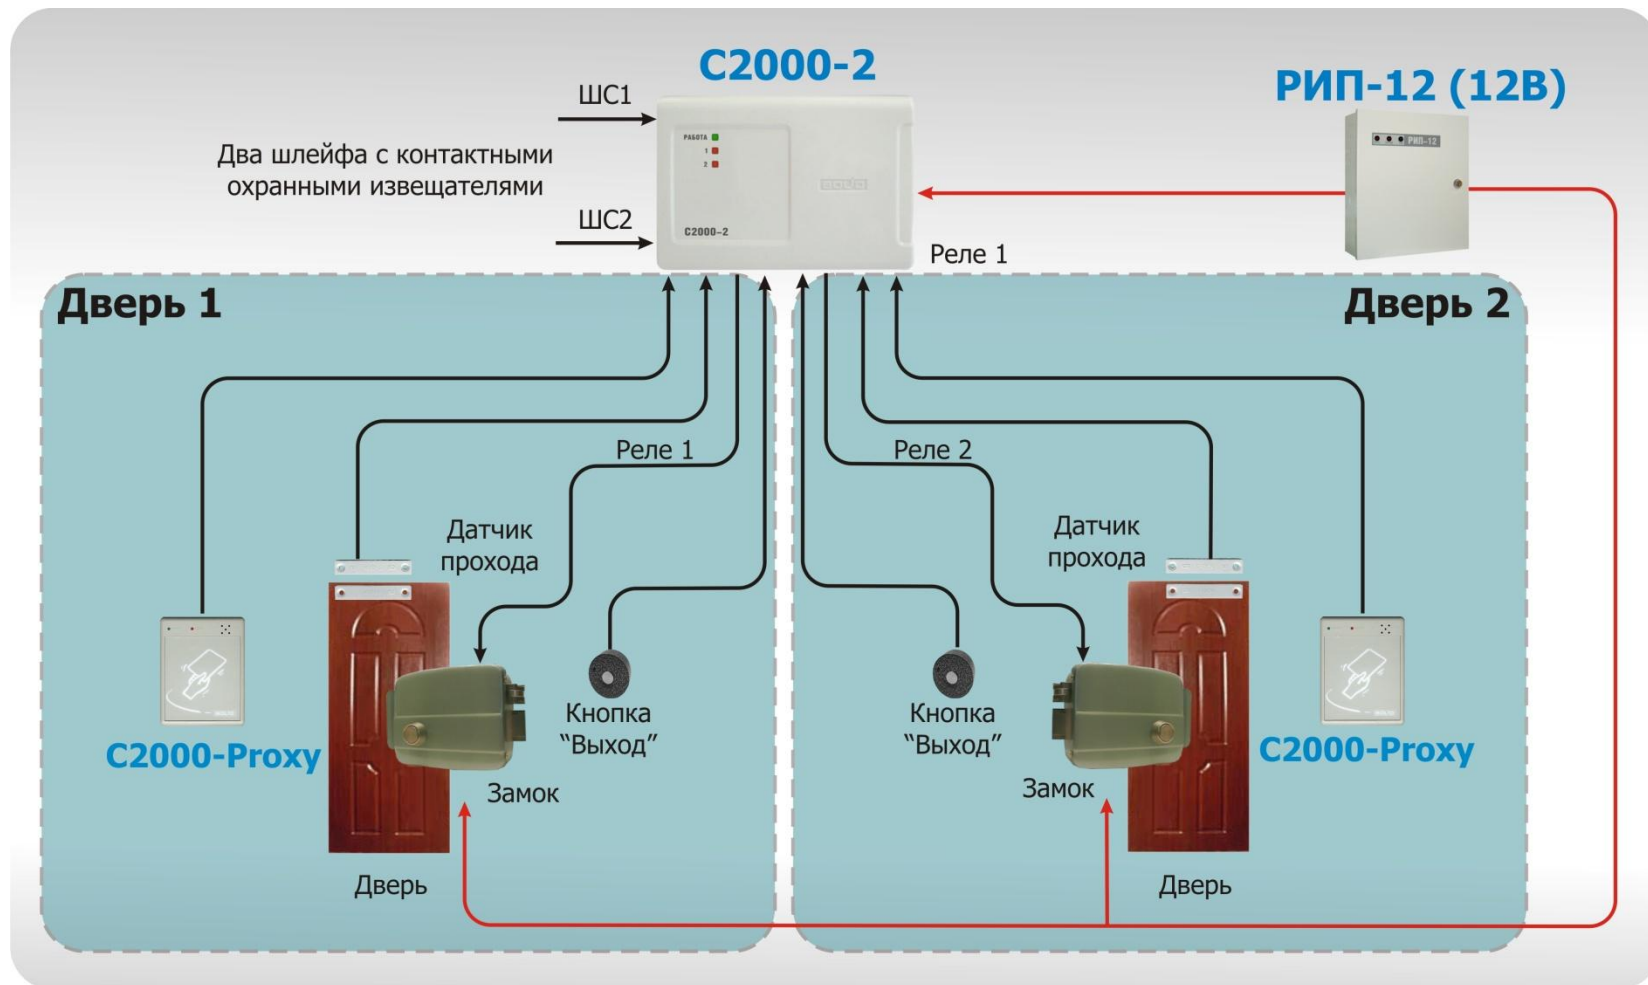 С2000-2
РИП-12 (12В)
ШС1
Два шлейфа с контактными
охранными извещателями
ШС2
РАБОТА
1
2
С2000-2
РИП-12
Реле 1
Дверь 1
Дверь 2
Реле 1
Реле 2
Датчик
прохода
Датчик
прохода
С2000-Proxy
Кнопка
“Выход”
Кнопка
“Выход”
С2000-Proxy
Замок
Замок
Дверь
Дверь